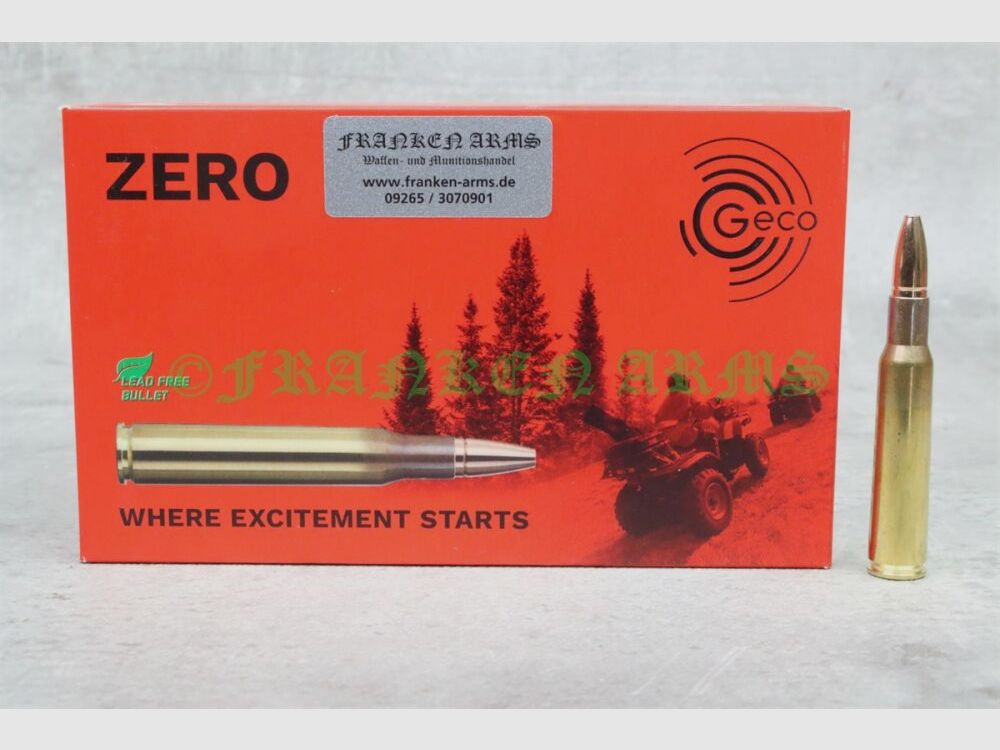 ZERO
FRANKEN ARMS
Waffen- und Munitionshandel
www.franken-arms.de
09265 / 3070901
Geco
© FRANKEN ARMS
LEAD FREE
BULLET
WHERE EXCITEMENT STARTS